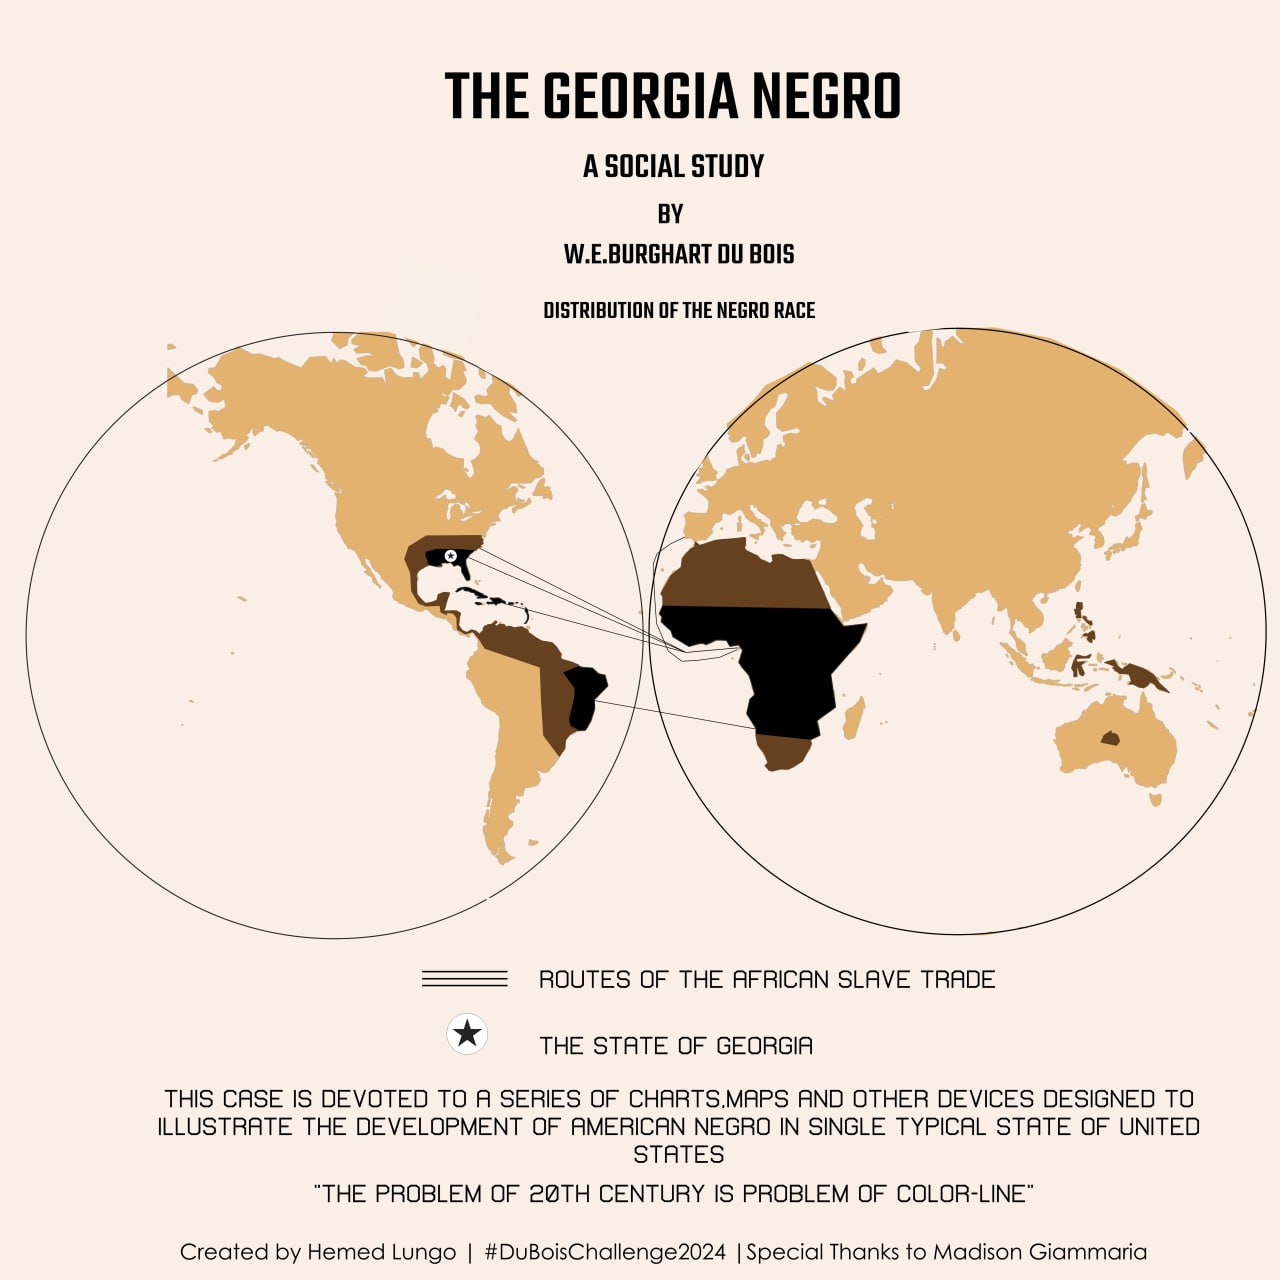 THE GEORGIA NEGRO
A SOCIAL STUDY
BY
W.E.BURGHART DU BOIS
DISTRIBUTION OF THE NEGRO RACE
ROUTES OF THE AFRICAN SLAVE TRADE
THE STATE OF GEORGIA
THIS CASE IS DEVOTED TO A SERIES OF CHARTS,MAPS AND OTHER DEVICES DESIGNED TO
ILLUSTRATE THE DEVELOPMENT OF AMERICAN NEGRO IN SINGLE TYPICAL STATE OF UNITED
STATES
"THE PROBLEM OF 20TH CENTURY IS PROBLEM OF COLOR-LINE"
Created by Hemed Lungo | #DuBoisChallenge2024 |Special Thanks to Madison Giammaria